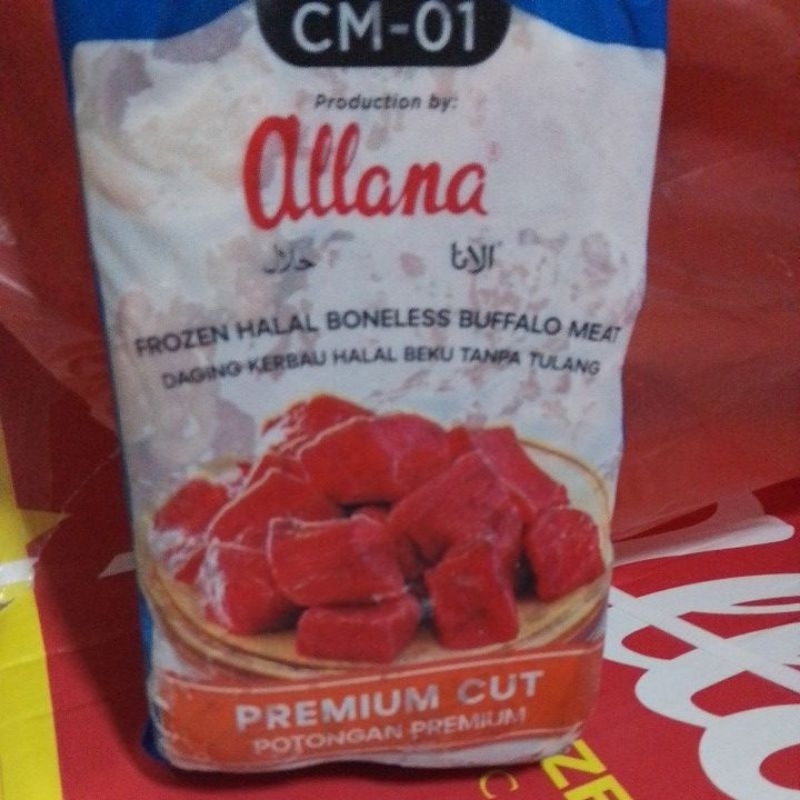 CM-01
Production by:
allana
حلال الانا
FROZEN HALAL BONELESS BUFFALO MEAT
DAGING KERBAU HALAL BEKU TANPA TULANG
PREMIUM CUT
POTONGAN PREMIUM